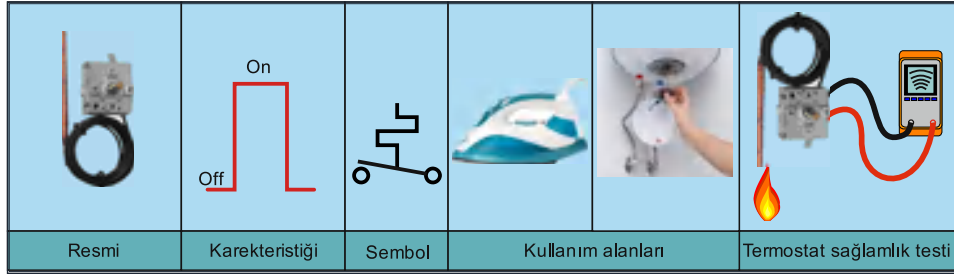 On
Off
Resmi
Karekteristiği
Sembol
Kullanım alanları
Termostat sağlamlık testi